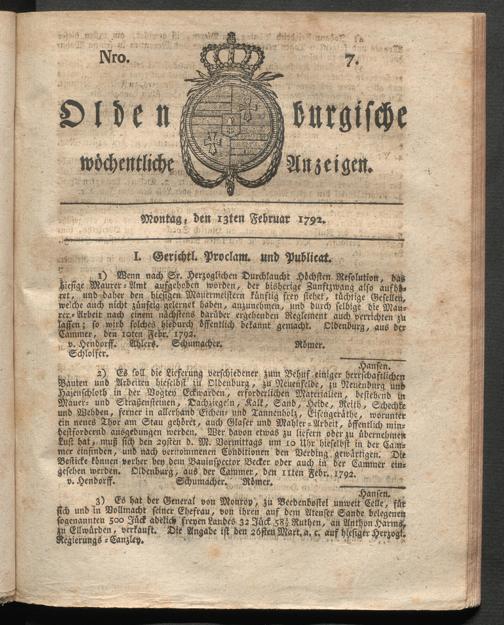 Nro. 7.
Olden burgische
wöchentliche Anzeigen.
Montag, den 13ten Februar 1792.
I. Gerichtl. Proclam. und Publicat.
1) Wenn nach Sr. Herzoglichen Durchlaucht Höchsten Resolution, das
hiesige Maurer-Amt aufgehoben worden, der bisherige Zunftzwang also aufhö-
ret, und daher den hiesigen Mauermeistern künftig frey stehet, tüchtige Gesellen,
welche auch nicht zünftig gelernet haben, anzunehmen, und durch selbige die Mau-
rer-Arbeit nach einem nächstens darüber ergehenden Reglement auch verrichten zu
lassen; so wird solches hiedurch öffentlich bekannt gemacht. Oldenburg, aus der
Cammer, den 10ten Febr. 1792.
v. Hendorff. Ahlers. Schumacher. Römer.
Schloifer.
Hansen.
2) Es soll die Lieferung verschiedener zum Behuf einiger herrschaftlichen
Bauten und Arbeiten hieselbst zu Oldenburg, zu Neuenfelde, zu Neuenburg und
Hajenschloth in der Vogtey Eckwarden, erforderlichen Materialien, bestehend in
Mauer- und Straßensteinen, Dachziegeln, Kalk, Sand, Heide, Reith, Schechte
und Wehden, ferner in allerhand Eichen- und Tannenholz, Eisengeräthe, worunter
ein neues Thor am Stau gehört, auch Glaser und Mahler-Arbeit, öffentlich min-
destfordernd ausgedungen werden. Wer davon etwas zu liefern oder zu übernehmen
Lust hat, muß sich den 29sten d. M. Vormittags um 10 Uhr hieselbst in der Cam-
mer einfinden, und nach vernommenen Conditionen den Verding gewärtigen. Die
Bestücke können vorher bey dem Bauinspector Becker oder auch in der Cammer ein-
gesehen werden. Oldenburg, aus der Cammer, den 11ten Febr. 1792.
v. Hendorff. Schumacher. Römer.
Hansen.
3) Es hat der General von Monroy, zu Beedenbostel unweit Celle, für
sich und in Vollmacht seiner Ehefrau, von ihren auf dem Atenser Sande belegenen
sogenannten 500 Jück adelich freyen Landes 32 Jück 58½ Ruthen, an Anthon Harms,
zu Ellwürden, verkauft. Die Angabe ist den 26sten Mart. a. c. auf hiesiger Herzogl.
Regierungs-Canzley.